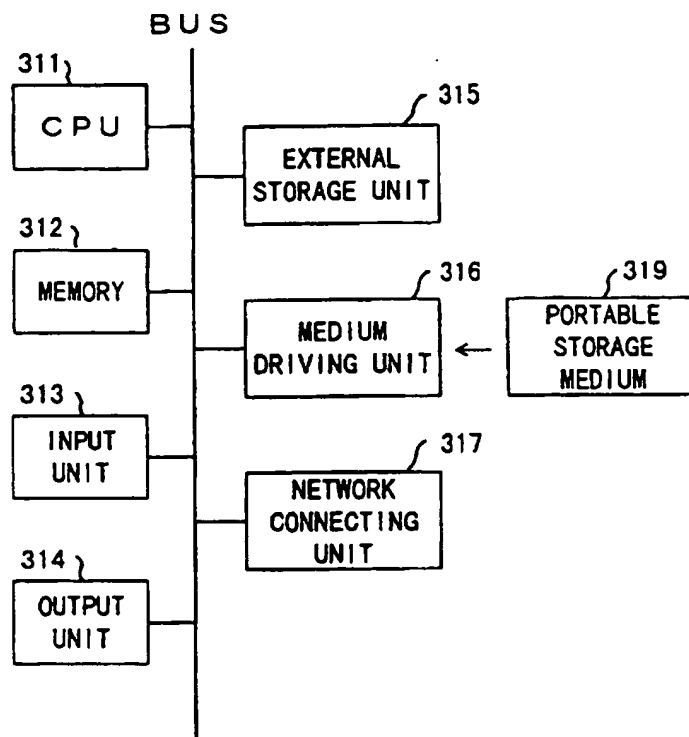 BUS
311
CPU
315
EXTERNAL
STORAGE UNIT
312
MEMORY
316
MEDIUM
DRIVING UNIT
319
PORTABLE
STORAGE
MEDIUM
313
INPUT
UNIT
317
NETWORK
CONNECTING
UNIT
314
OUTPUT
UNIT